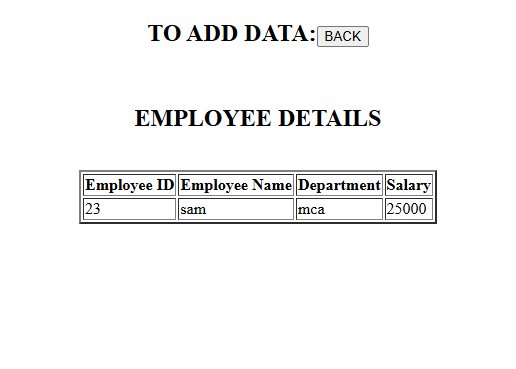 TO ADD DATA: BACK
EMPLOYEE DETAILS
Employee ID Employee Name Department Salary
23 sam mca 25000